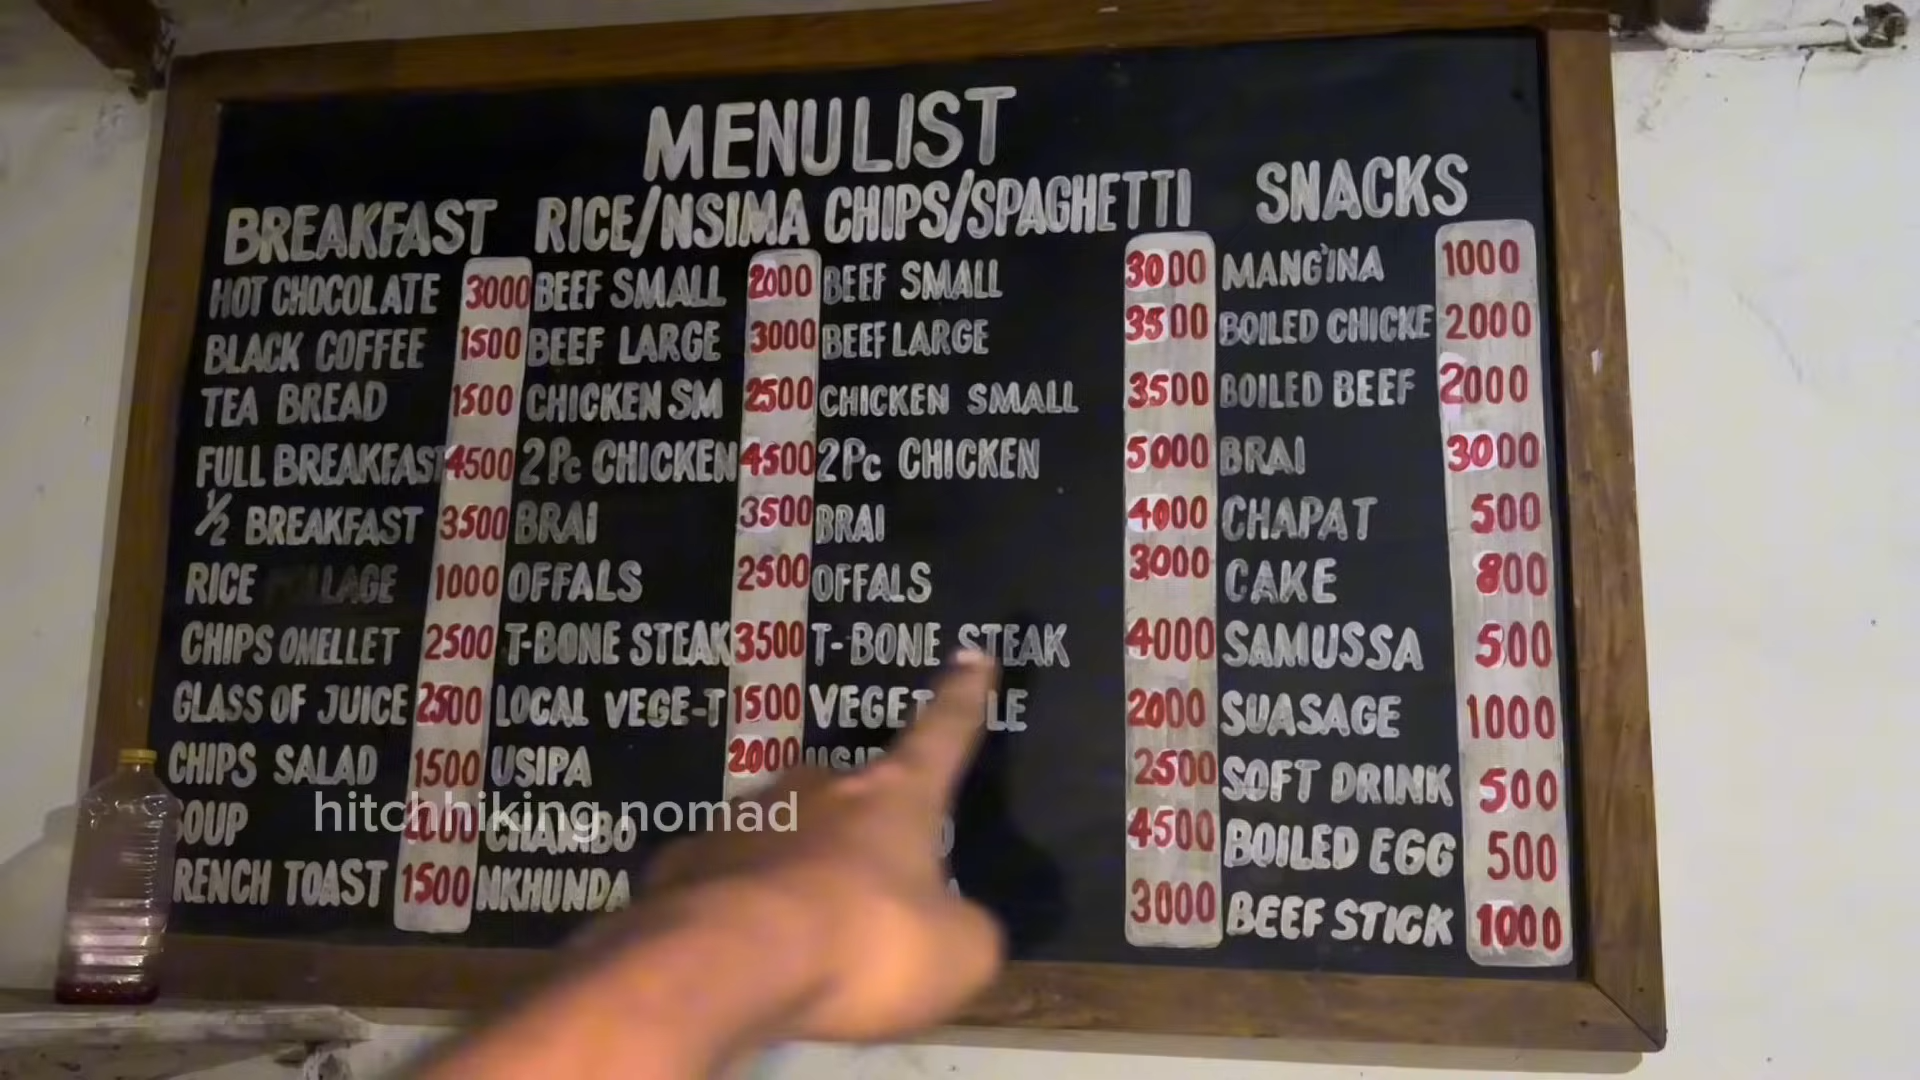 MENU LIST
BREAKFAST RICE/NSIMA CHIPS/SPAGHETTI SNACKS
HOT CHOCOLATE 3000 BEEF SMALL 2000 BEEF SMALL 3000 MANG'INA 1000
BLACK COFFEE 1500 BEEF LARGE 3000 BEEF LARGE 3500 BOILED CHICKE 2000
TEA BREAD 1500 CHICKEN SM 2500 CHICKEN SMALL 3500 BOILED BEEF 2000
FULL BREAKFAST 4500 2Pc CHICKEN 4500 2Pc CHICKEN 5000 BRAI 3000
1/2 BREAKFAST 3500 BRAI 3500 BRAI 4000 CHAPAT 500
RICE 1000 OFFALS 2500 OFFALS 3000 CAKE 800
CHIPS OMELLET 2500 T-BONE STEAK 3500 T-BONE STEAK 4000 SAMUSSA 500
GLASS OF JUICE 2500 LOCAL VEGE-T 1500 2000 SUASAGE 1000
CHIPS SALAD 1500 USIPA 2000 2500 SOFT DRINK 500
SOUP CHAMBO 4500 BOILED EGG 500
RENCH TOAST 1500 NKHUNDA 3000 BEEF STICK 1000
hitchhiking nomad